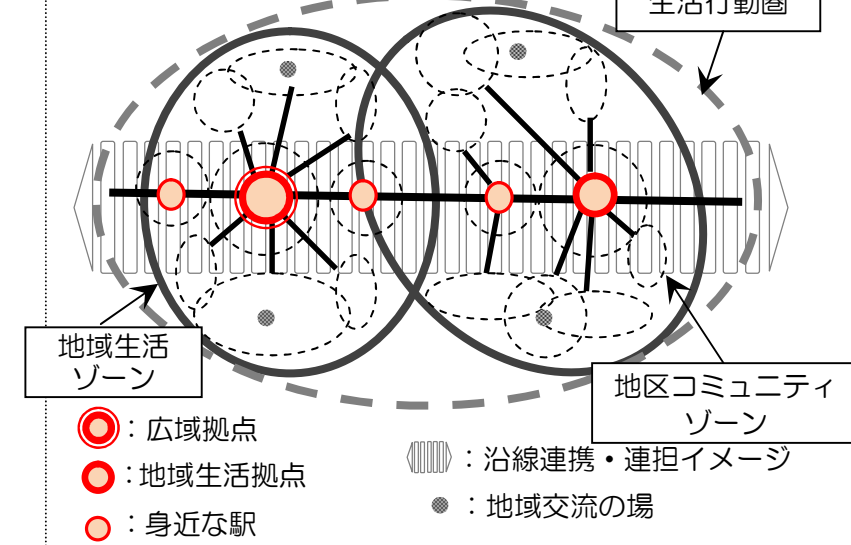 生活行動圏
地域生活
ゾーン
地区コミュニティ
ゾーン
：広域拠点
：地域生活拠点
：身近な駅
：沿線連携・連担イメージ
：地域交流の場